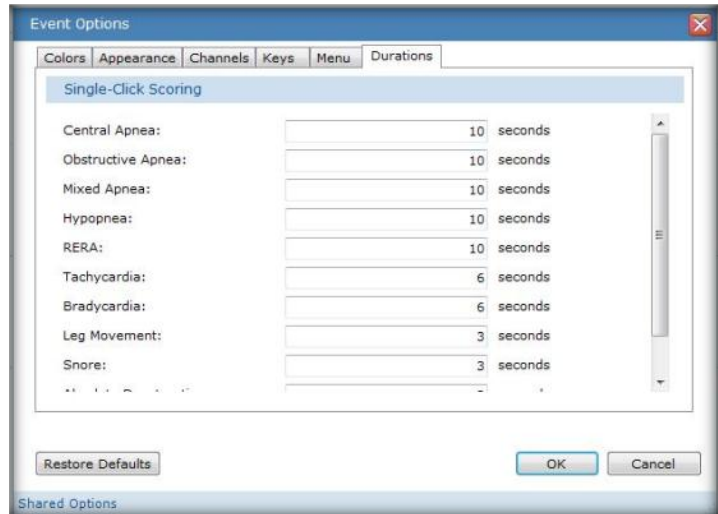 Event Options
Colors Appearance Channels Keys Menu Durations
Single-Click Scoring
Central Apnea: 10 seconds
Obstructive Apnea: 10 seconds
Mixed Apnea: 10 seconds
Hypopnea: 10 seconds
RERA: 10 seconds
Tachycardia: 6 seconds
Bradycardia: 6 seconds
Leg Movement: 3 seconds
Snore: 3 seconds
Restore Defaults OK Cancel
Shared Options